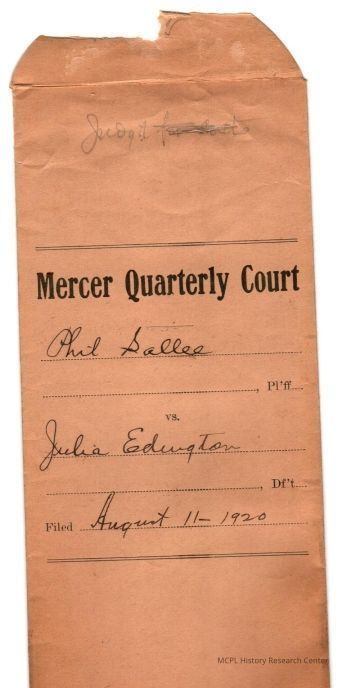 Judg't
Mercer Quarterly Court
Phil Sallee
, Pl'ff
vs.
Julia Edington
, Df't
Filed August 11- 1920
MCPL History Research Center